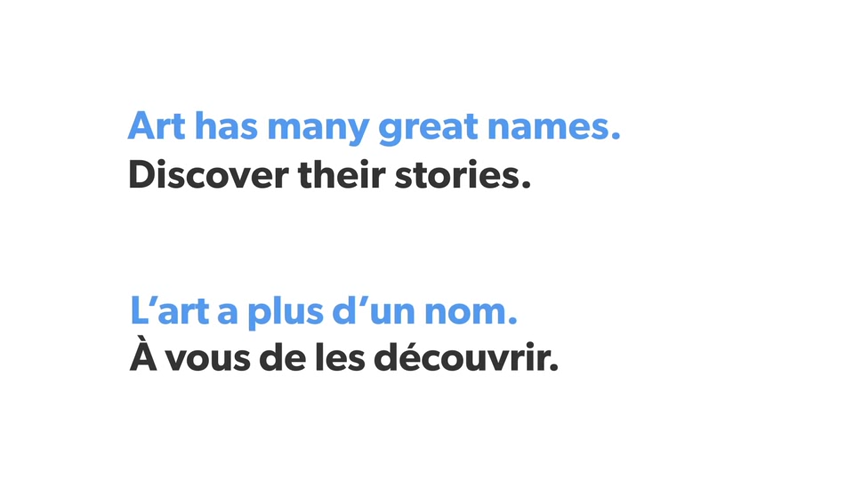 Art has many great names.
Discover their stories.
L’art a plus d’un nom.
À vous de les découvrir.